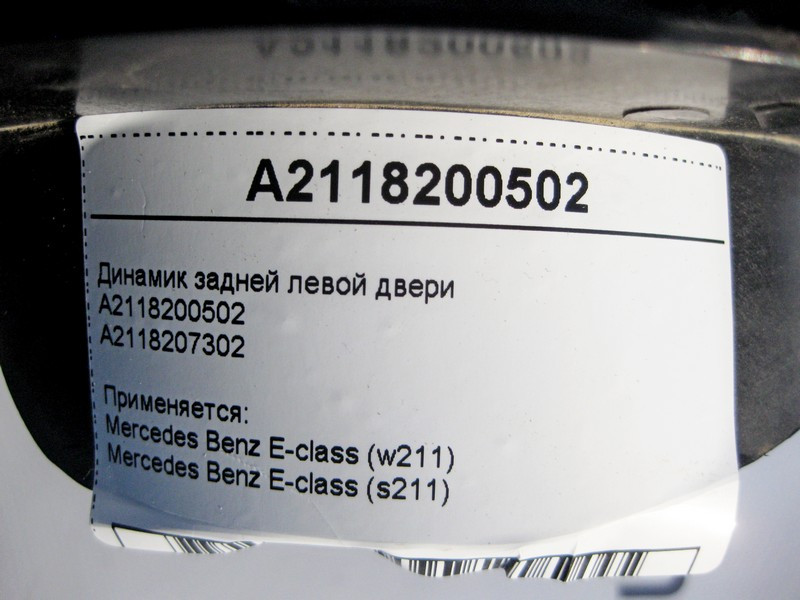 A2118200502
Динамик задней левой двери
A2118200502
A2118207302
Применяется:
Mercedes Benz E-class (w211)
Mercedes Benz E-class (s211)